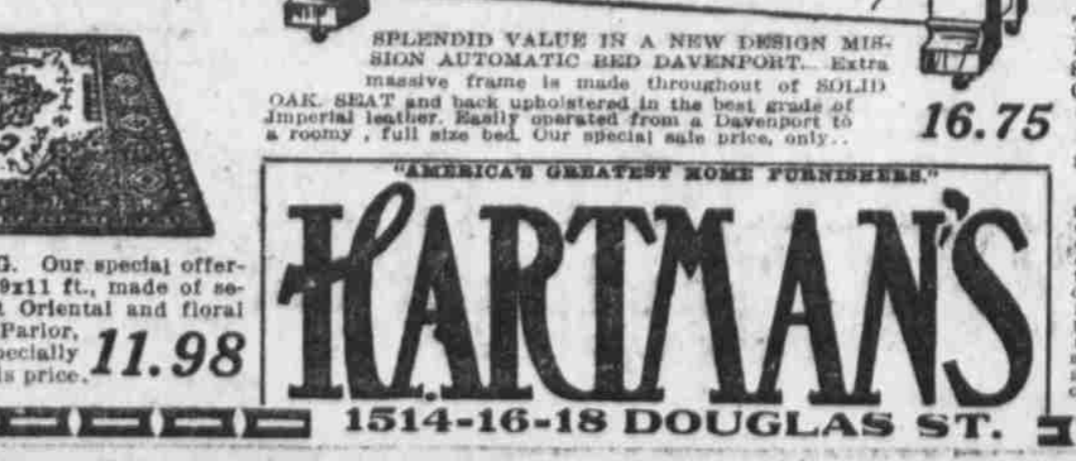 SPLENDID VALUE IN A NEW DESIGN MIS-
SION AUTOMATIC BED DAVENPORT. Extra
massive frame is made throughout of SOLID
OAK. SEAT and back upholstered in the best grade of
Imperial leather. Easily operated from a Davenport to
a roomy , full size bed. Our special sale price, only..
16.75
G. Our special offer-
9x11 ft., made of se-
t Oriental and floral
Parlor,
pecially
is price.
11.98
"AMERICA'S GREATEST HOME FURNISHERS."
HARTMAN'S
1514-16-18 DOUGLAS ST.